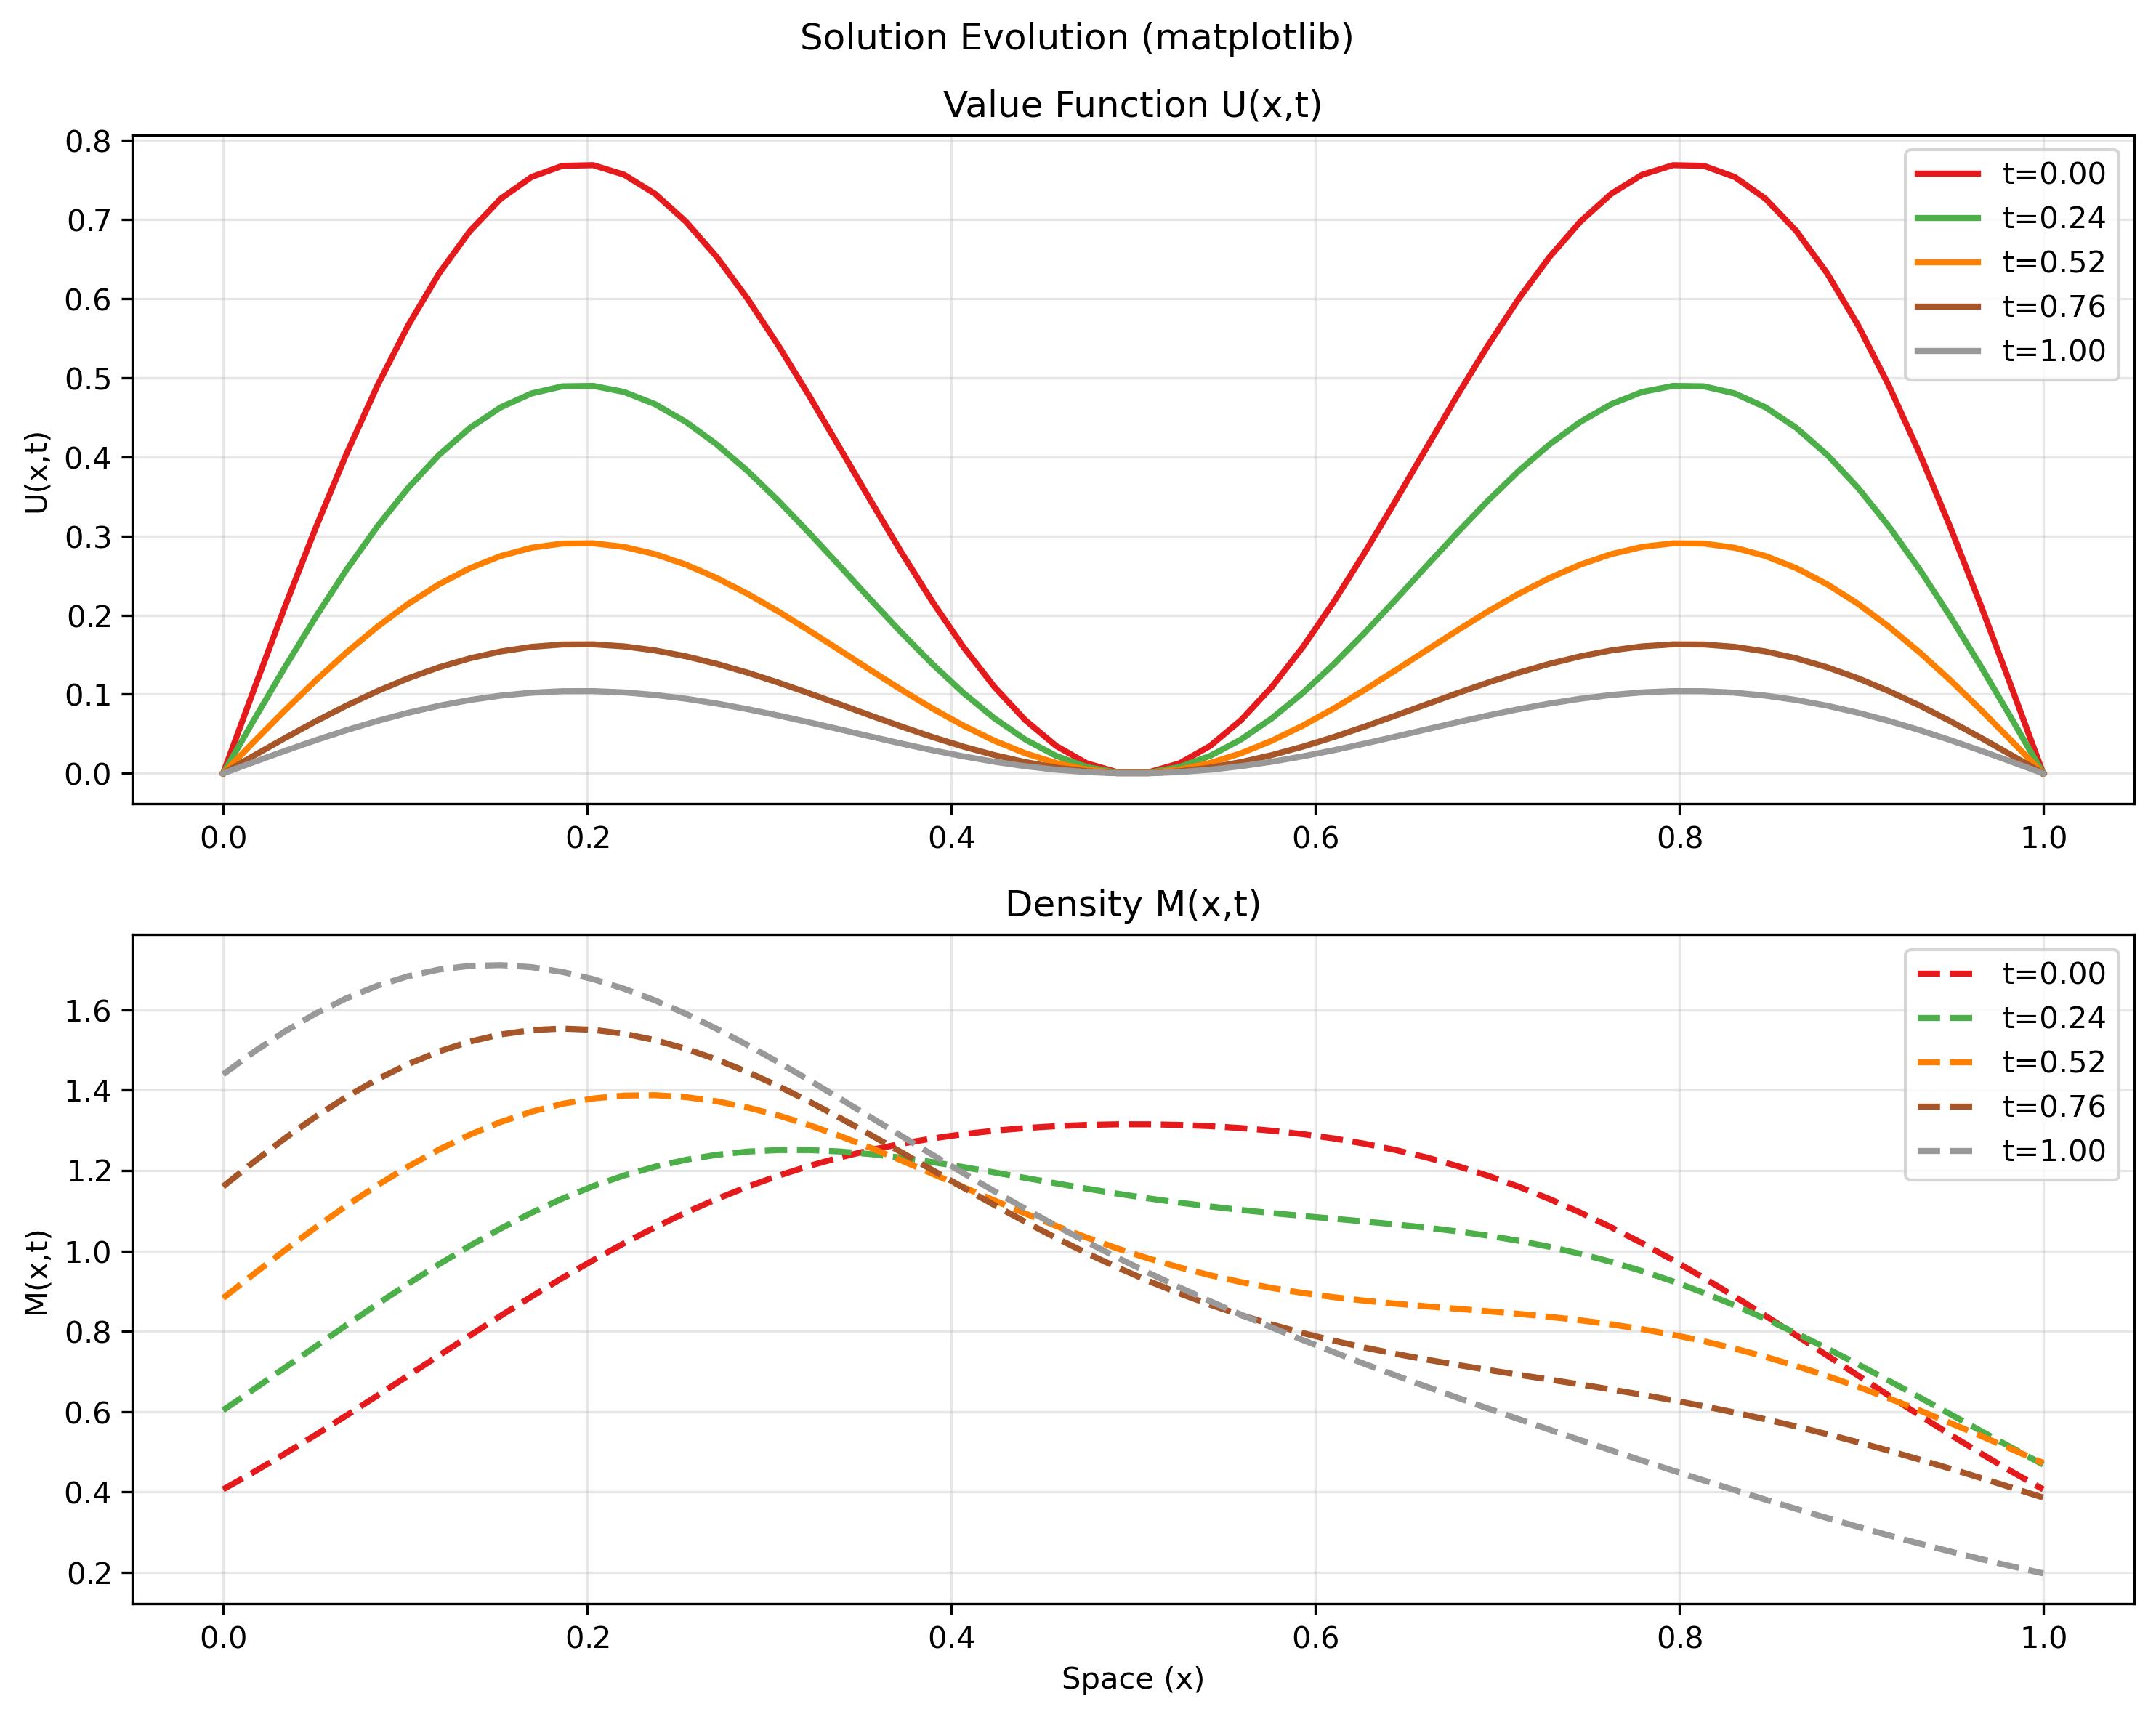 Solution Evolution (matplotlib)
Value Function U(x,t)
U(x,t)
0.8
0.7
0.6
0.5
0.4
0.3
0.2
0.1
0.0
0.0 0.2 0.4 0.6 0.8 1.0
t=0.00
t=0.24
t=0.52
t=0.76
t=1.00
Density M(x,t)
M(x,t)
1.6
1.4
1.2
1.0
0.8
0.6
0.4
0.2
0.0 0.2 0.4 0.6 0.8 1.0
t=0.00
t=0.24
t=0.52
t=0.76
t=1.00
Space (x)